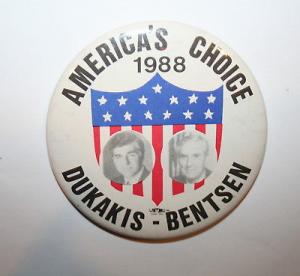 AMERICA'S CHOICE
1988
DUKAKIS - BENTSEN